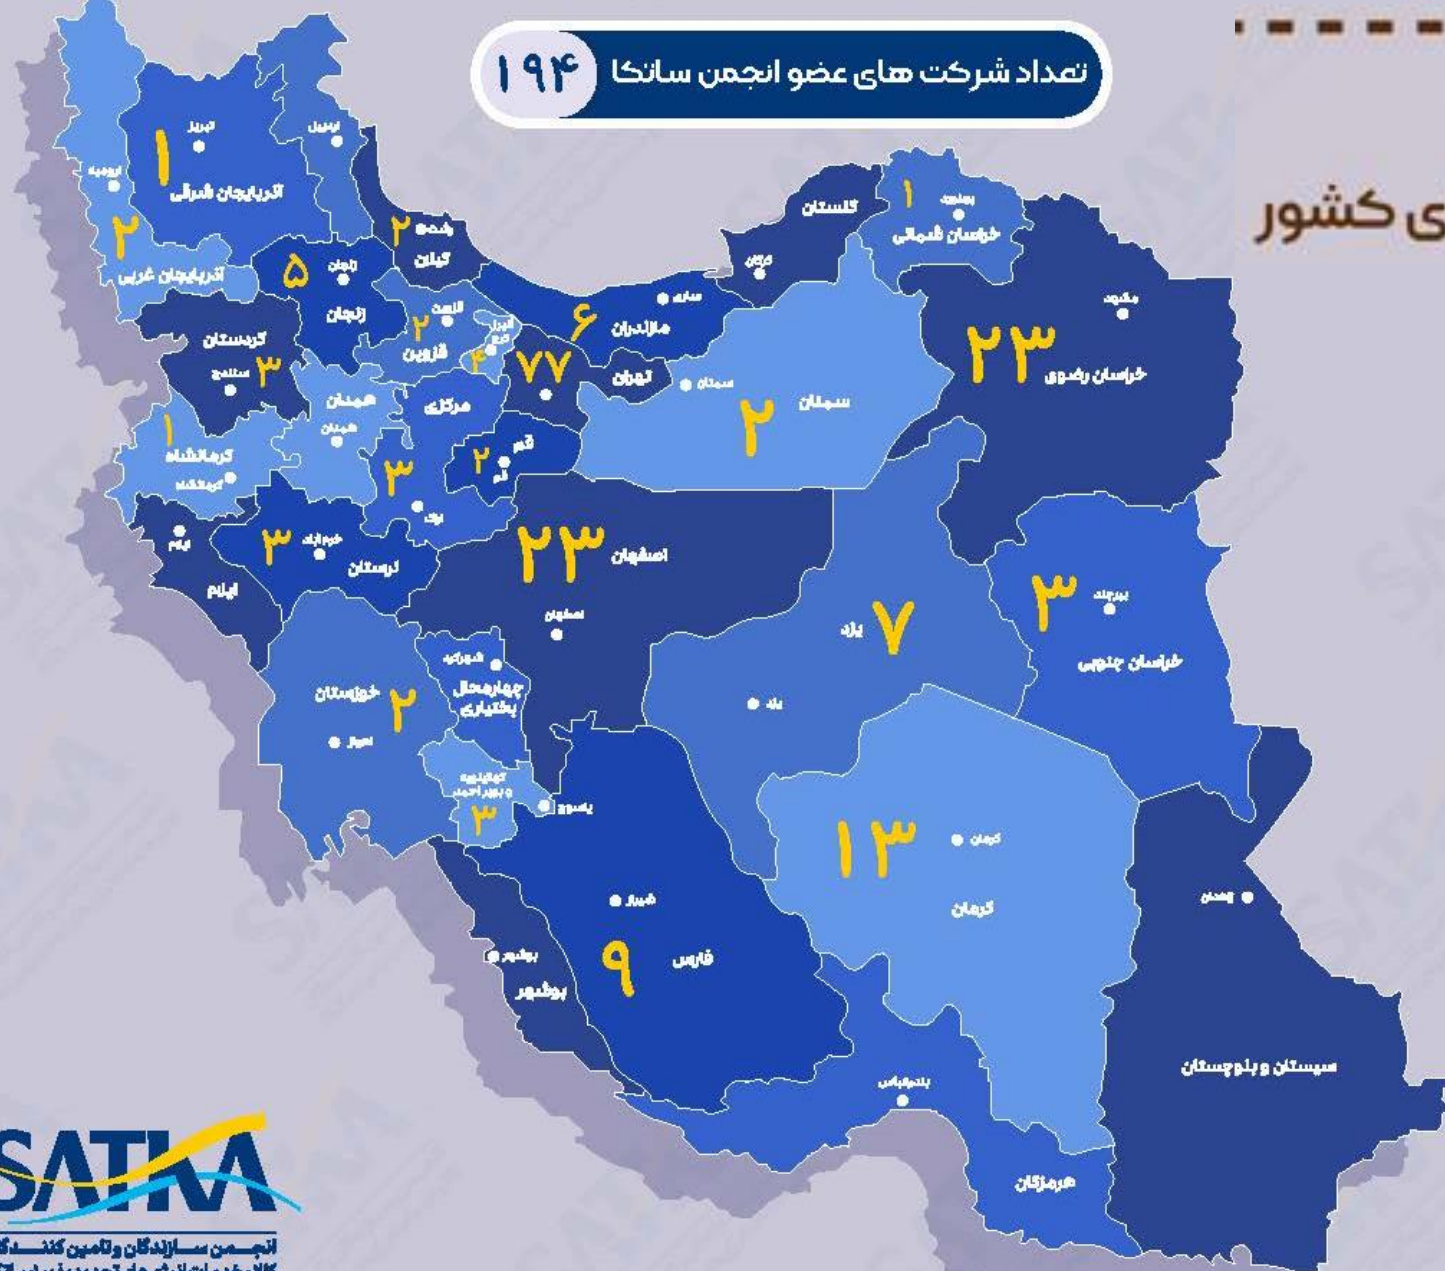 تعداد شرکت های عضو انجمن ساتکا ۱۹۴
ی کشور
تبریز
۱
آذربایجان شرقی
اردبیل
ارومیه
۲
آذربایجان غربی
رشت
۲
گیلان
گلستان
گرگان
۱
بجنورد
خراسان شمالی
مشهد
۲۳
خراسان رضوی
زنجان
۵
زنجان
ساری
۶
مازندران
کردستان
سنندج
۳
۲
قزوین
البرز
کرج
۴
۷۷
تهران
سمنان
سمنان
۲
همدان
همدان
مرکزی
۳
اراک
قم
۲
قم
۱
کرمانشاه
کرمانشاه
ایلام
ایلام
خرم آباد
۳
لرستان
۲۳
اصفهان
اصفهان
یزد
۷
یزد
بیرجند
۳
خراسان جنوبی
خوزستان
۲
اهواز
شهرکرد
چهارمحال
بختیاری
کهگیلویه
و بویراحمد
۳
یاسوج
کرمان
۱۳
کرمان
شیراز
۹
فارس
بوشهر
بوشهر
زاهدان
سیستان و بلوچستان
بندرعباس
هرمزگان
SATKA
انجمن سازندگان و تامین کنندگا